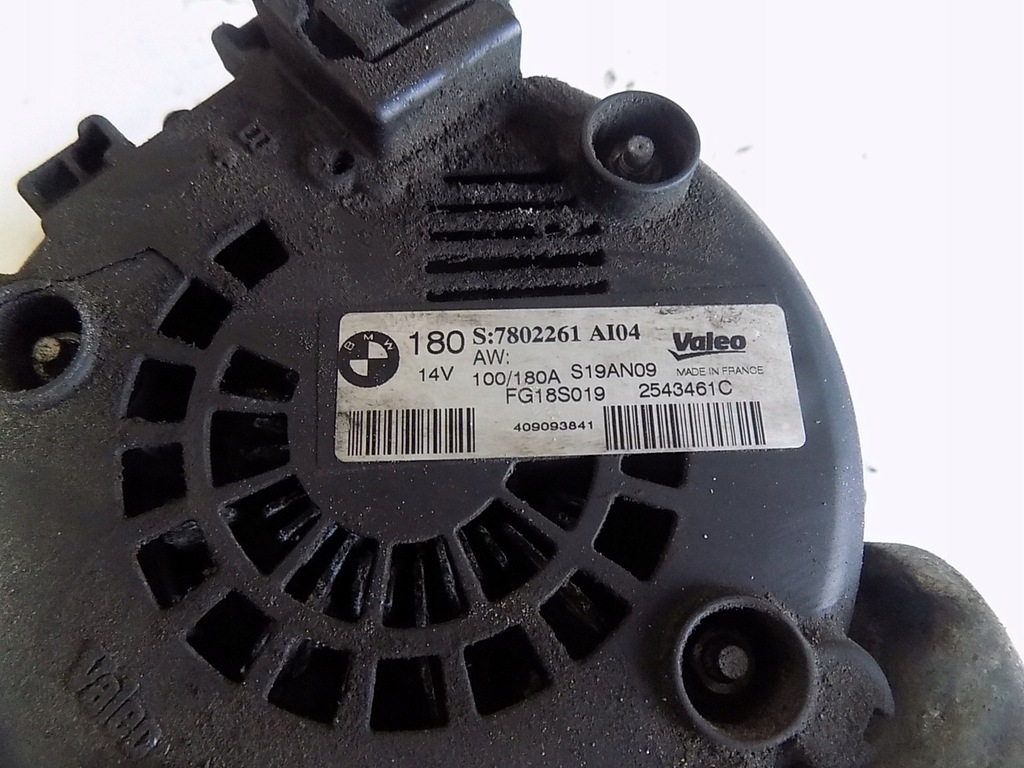 BMW 180 S:7802261 AI04 Valeo
AW:
14V 100/180A S19AN09 MADE IN FRANCE
FG18S019 2543461C
409093841
Valeo